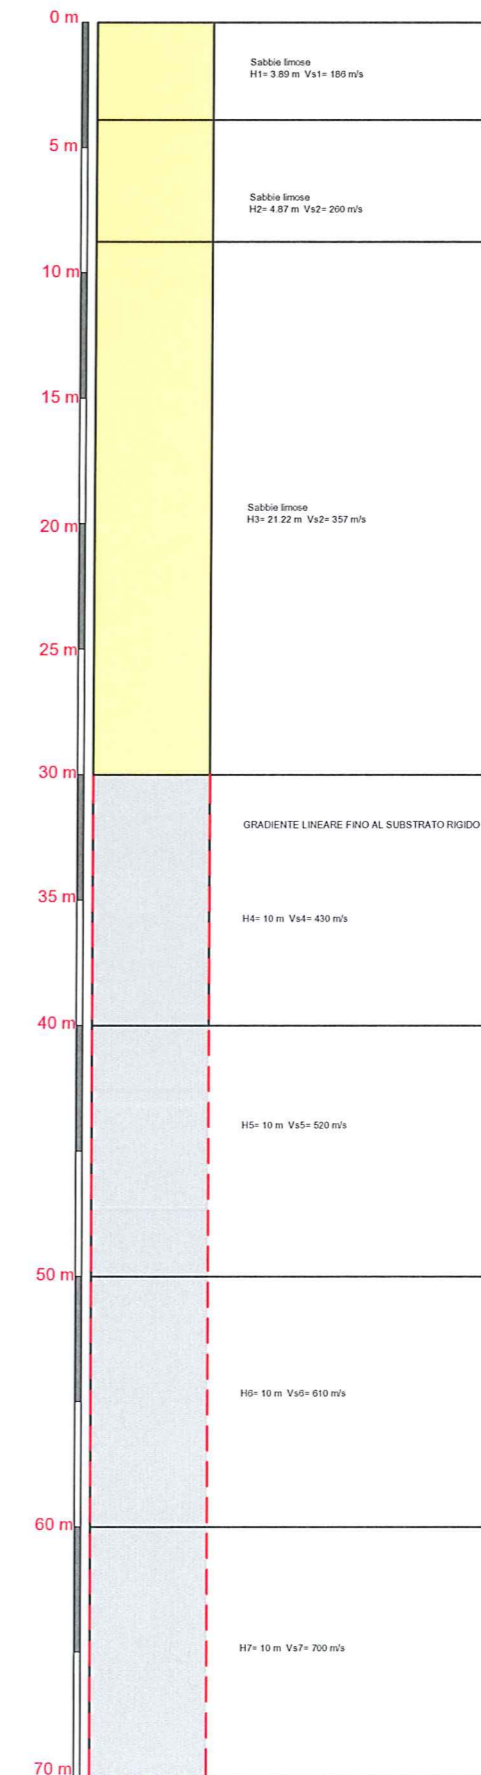 0 m
Sabbie limose
H1= 3.89 m Vs1= 186 m/s
5 m
Sabbie limose
H2= 4.87 m Vs2= 260 m/s
10 m
15 m
Sabbie limose
H3= 21.22 m Vs2= 357 m/s
20 m
25 m
30 m
GRADIENTE LINEARE FINO AL SUBSTRATO RIGIDO
35 m
H4= 10 m Vs4= 430 m/s
40 m
H5= 10 m Vs5= 520 m/s
50 m
H6= 10 m Vs6= 610 m/s
60 m
H7= 10 m Vs7= 700 m/s
70 m